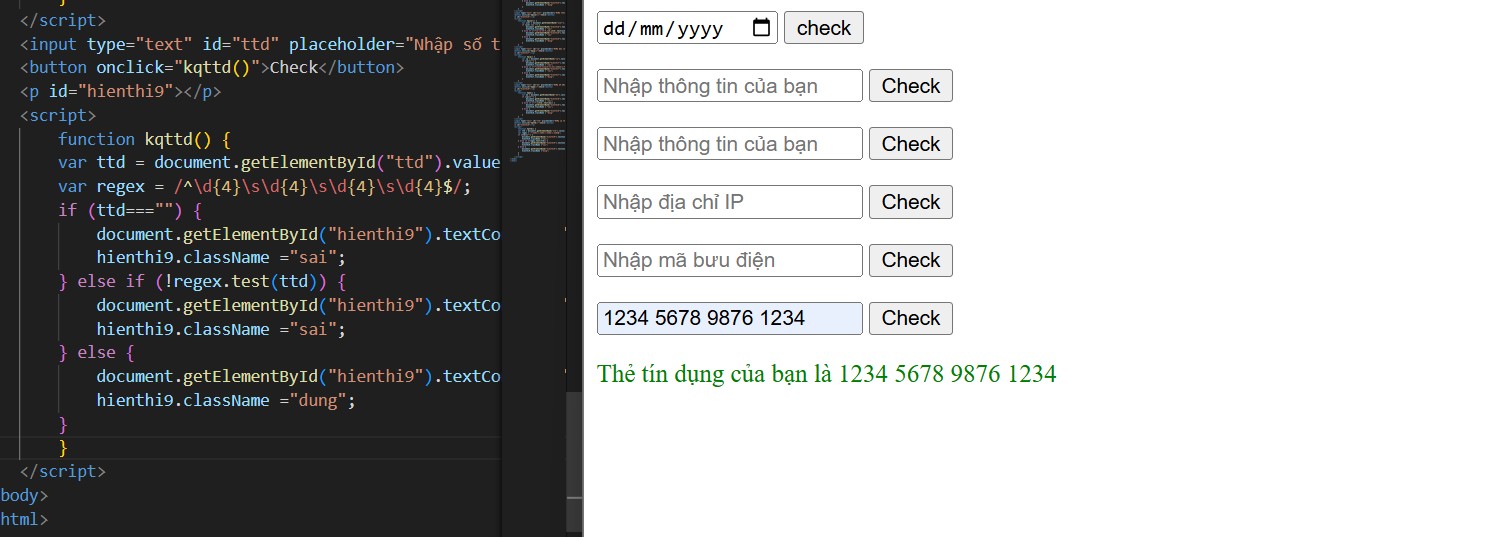 </script>
<input type="text" id="ttd" placeholder="Nhập số t
<button onclick="kqttd()">Check</button>
<p id="hienthi9"></p>
<script>
function kqttd() {
var ttd = document.getElementById("ttd").value
var regex = /^\d{4}\s\d{4}\s\d{4}\s\d{4}$/;
if (ttd==="") {
document.getElementById("hienthi9").textCo
hienthi9.className ="sai";
} else if (!regex.test(ttd)) {
document.getElementById("hienthi9").textCo
hienthi9.className ="sai";
} else {
document.getElementById("hienthi9").textCo
hienthi9.className ="dung";
}
}
</script>
body>
html>
dd/mm/yyyy check
Nhập thông tin của bạn Check
Nhập thông tin của bạn Check
Nhập địa chỉ IP Check
Nhập mã bưu điện Check
1234 5678 9876 1234 Check
Thẻ tín dụng của bạn là 1234 5678 9876 1234